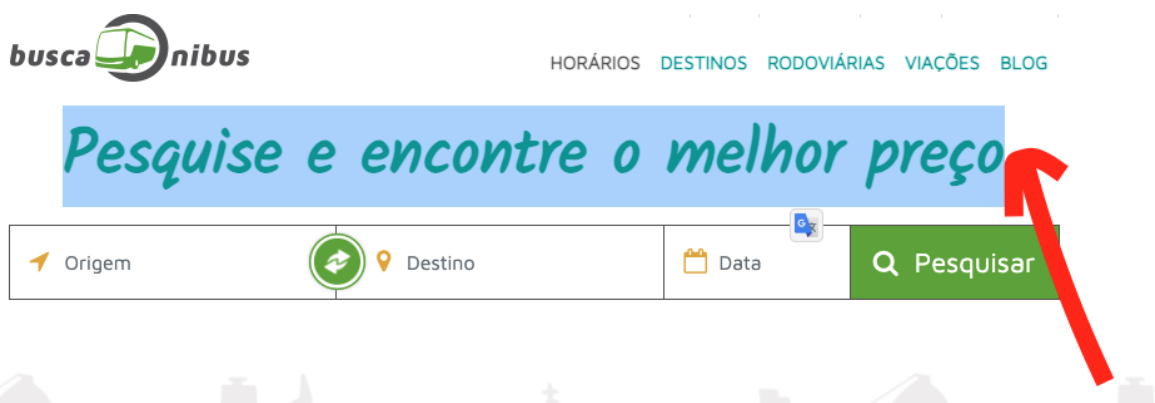 busca nibus
HORÁRIOS DESTINOS RODOVIÁRIAS VIAÇÕES BLOG
Pesquise e encontre o melhor preço
Origem Destino Data Pesquisar